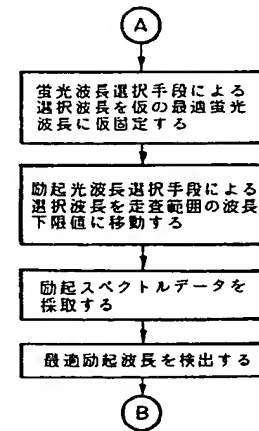 A
蛍光波長選択手段による
選択波長を仮の最適蛍光
波長に仮固定する
励起光波長選択手段による
選択波長を走査範囲の波長
下限値に移動する
励起スペクトルデータを
採取する
最適励起波長を検出する
B